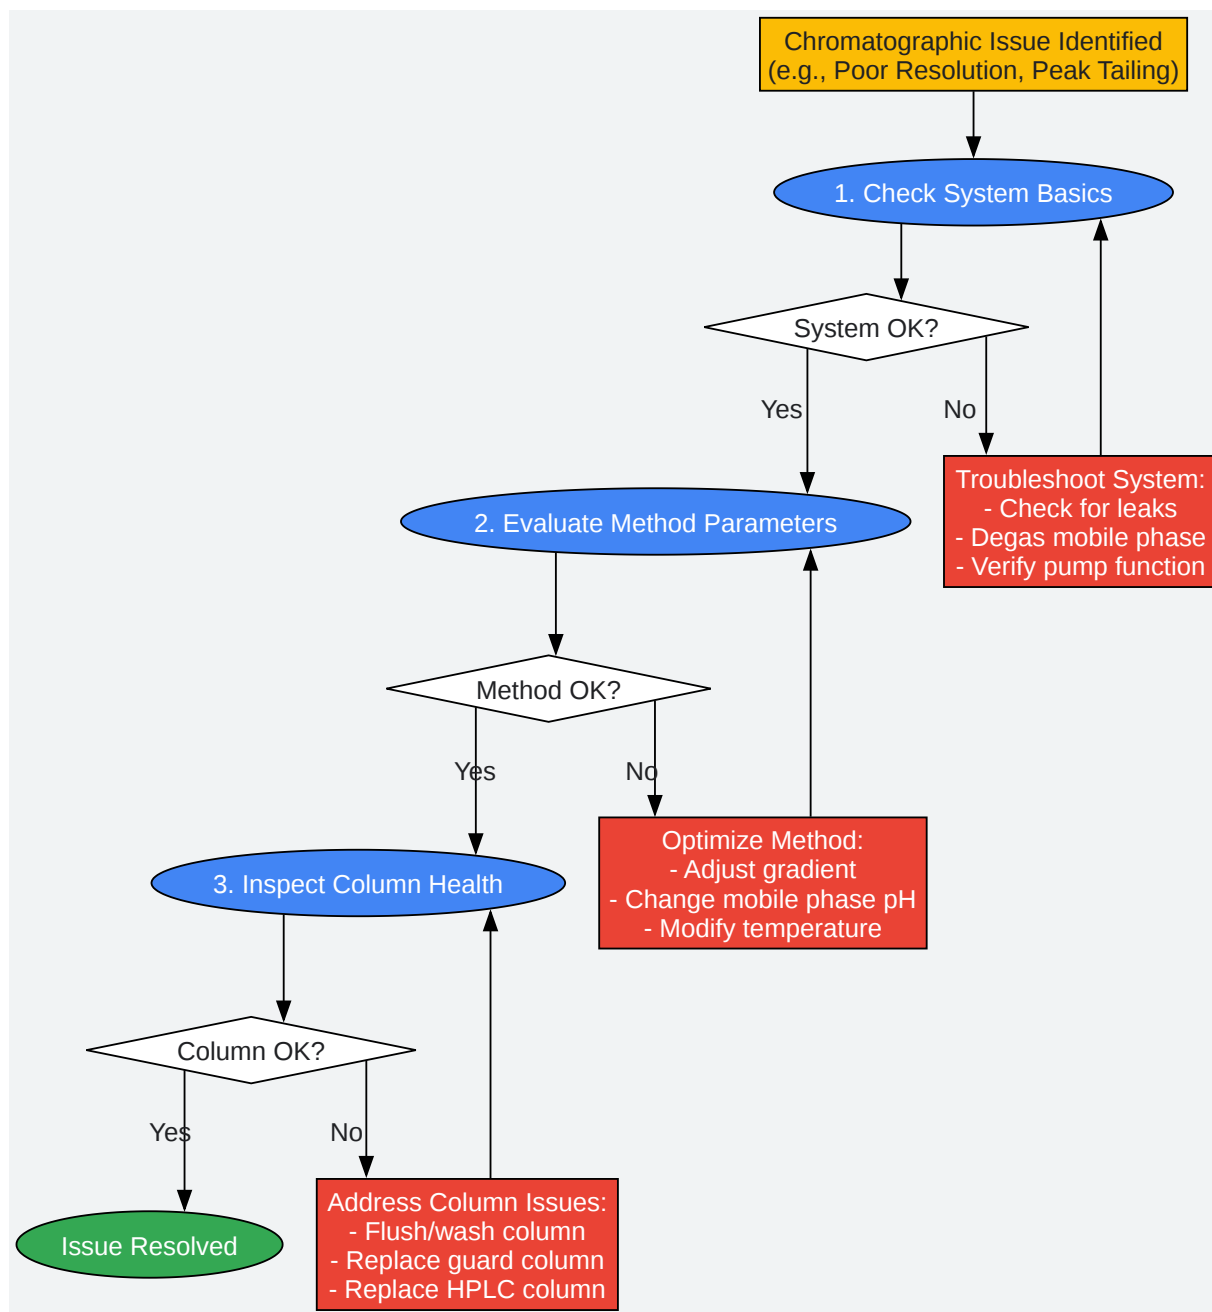 Chromatographic Issue Identified
(e.g., Poor Resolution, Peak Tailing)
1. Check System Basics
System OK?
Yes
No
Troubleshoot System:
- Check for leaks
- Degas mobile phase
- Verify pump function
2. Evaluate Method Parameters
Method OK?
Yes
No
Optimize Method:
- Adjust gradient
- Change mobile phase pH
- Modify temperature
3. Inspect Column Health
Column OK?
Yes
No
Address Column Issues:
- Flush/wash column
- Replace guard column
- Replace HPLC column
Issue Resolved